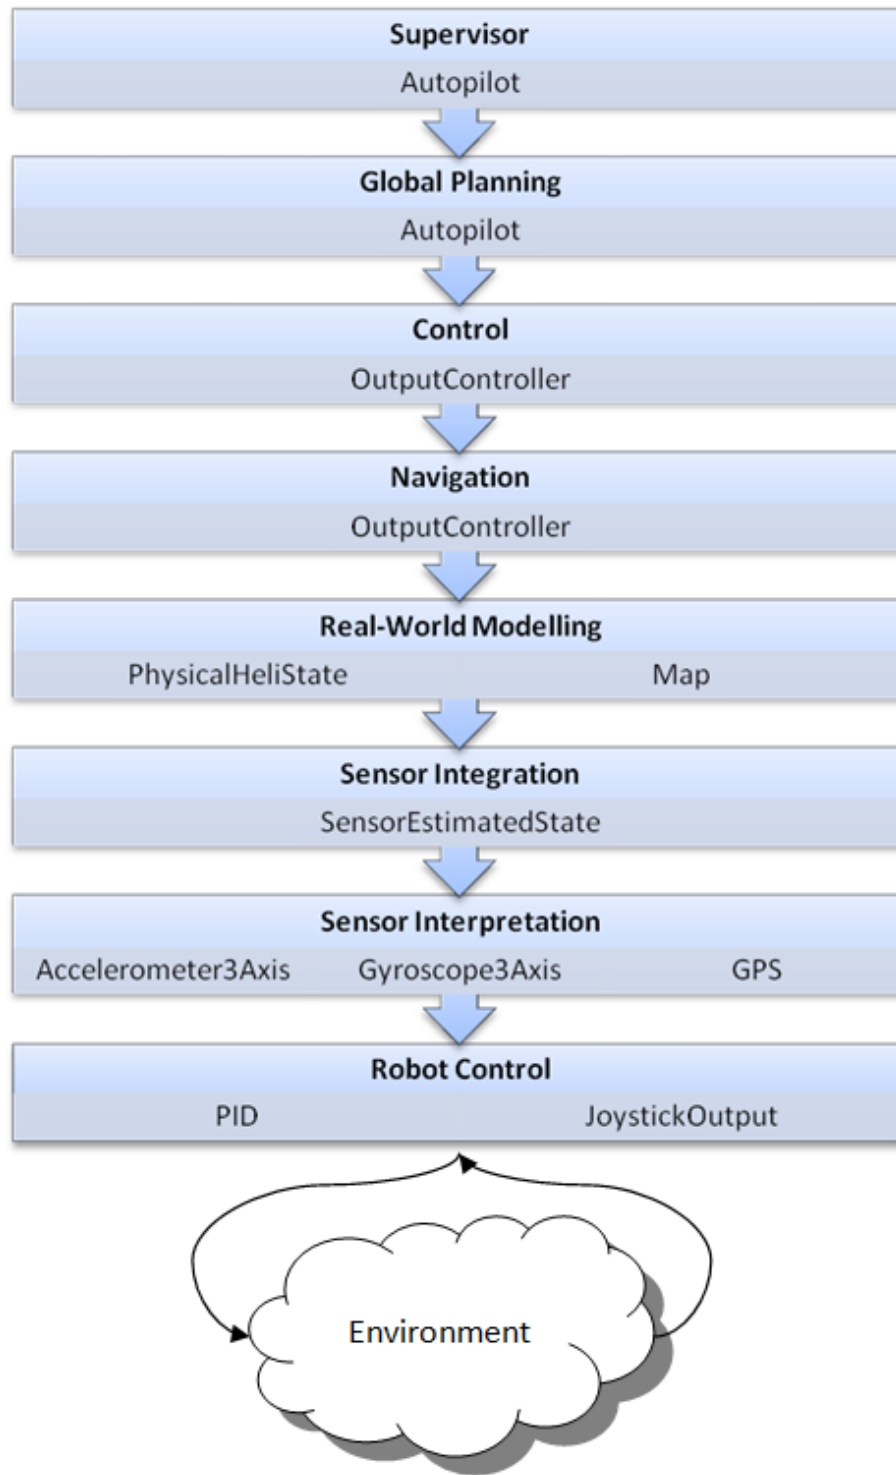 Supervisor
Autopilot
Global Planning
Autopilot
Control
OutputController
Navigation
OutputController
Real-World Modelling
PhysicalHeliState Map
Sensor Integration
SensorEstimatedState
Sensor Interpretation
Accelerometer3Axis Gyroscope3Axis GPS
Robot Control
PID JoystickOutput
Environment